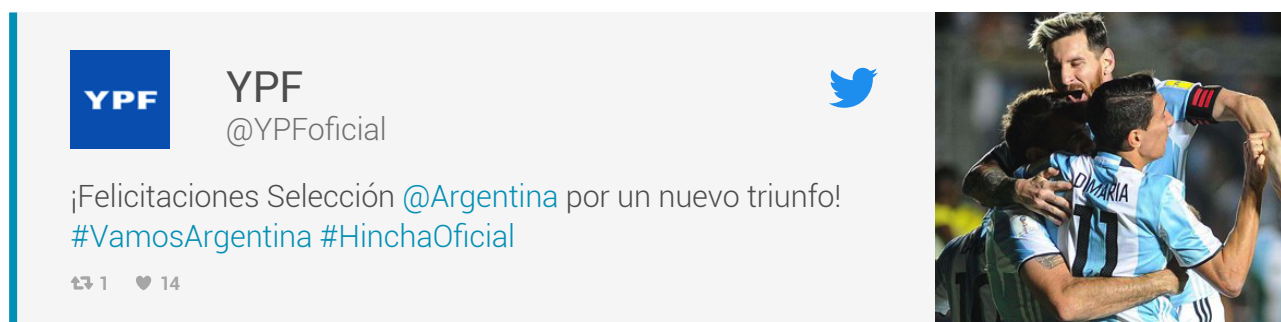 YPF
YPF
@YPFoficial
¡Felicitaciones Selección @Argentina por un nuevo triunfo!
#VamosArgentina #HinchaOficial
1 14
DI MARIA
11